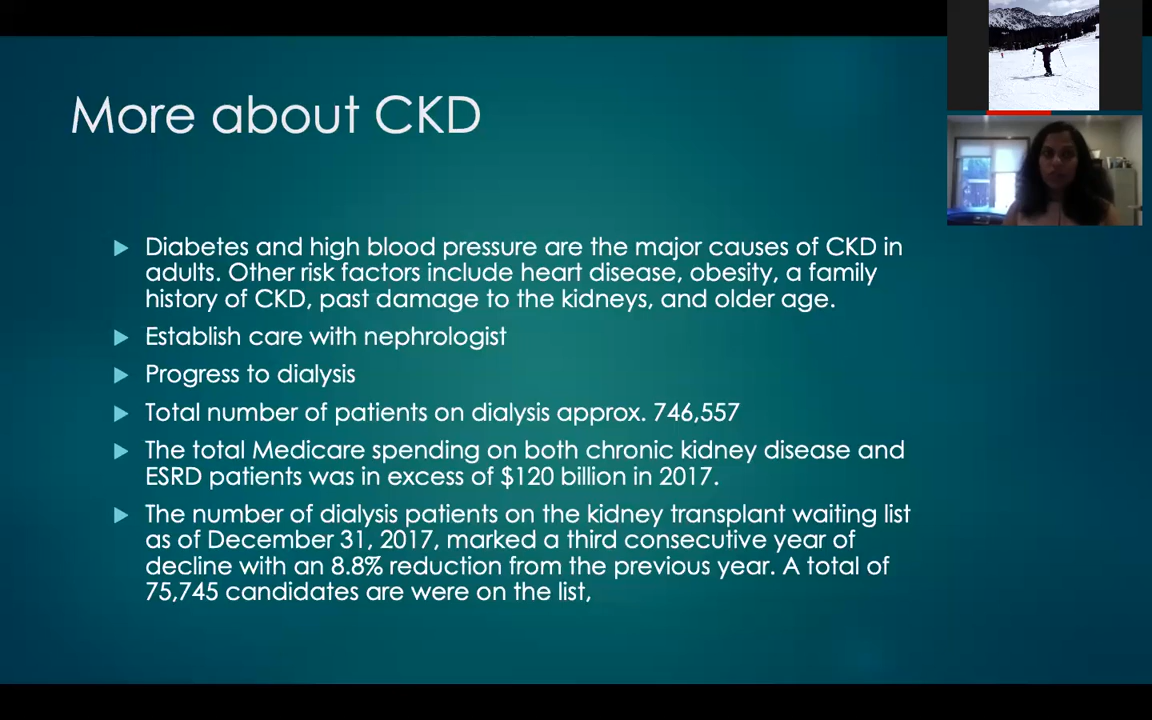 More about CKD
Diabetes and high blood pressure are the major causes of CKD in
adults. Other risk factors include heart disease, obesity, a family
history of CKD, past damage to the kidneys, and older age.
Establish care with nephrologist
Progress to dialysis
Total number of patients on dialysis approx. 746,557
The total Medicare spending on both chronic kidney disease and
ESRD patients was in excess of $120 billion in 2017.
The number of dialysis patients on the kidney transplant waiting list
as of December 31, 2017, marked a third consecutive year of
decline with an 8.8% reduction from the previous year. A total of
75,745 candidates are were on the list,